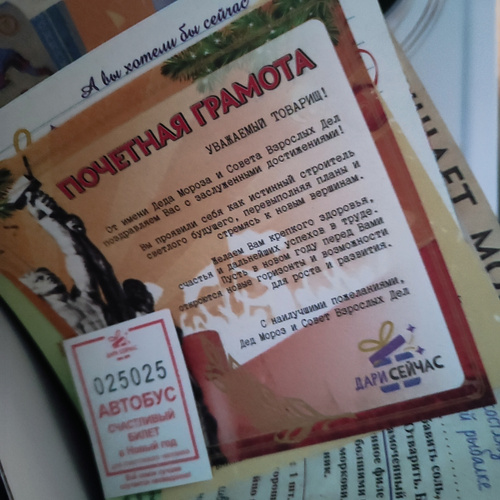 А вы хотели бы сейчас
ПОЧЕТНАЯ ГРАМОТА
УВАЖАЕМЫЙ ТОВАРИЩ!
От имени Деда Мороза и Совета Взрослых Дел
поздравляем Вас с заслуженными достижениями!
Вы проявили себя как истинный строитель
светлого будущего, перевыполняя планы и
стремясь к новым вершинам.
Желаем Вам крепкого здоровья,
счастья и дальнейших успехов в труде.
Пусть в новом году перед Вами
откроются новые горизонты и возможности
для роста и развития.
С наилучшими пожеланиями,
Дед Мороз и Совет Взрослых Дел
ДАРИ СЕЙЧАС
025025
АВТОБУС
СЧАСТЛИВЫЙ
БИЛЕТ
в Новый год